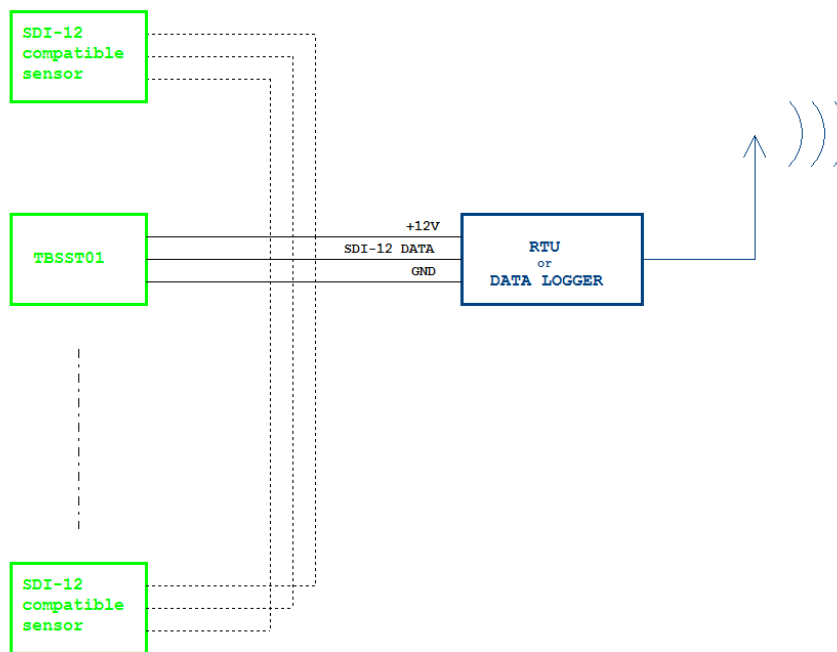 SDI-12
compatible
sensor
TBSST01
+12V
SDI-12 DATA
GND
RTU
or
DATA LOGGER
SDI-12
compatible
sensor